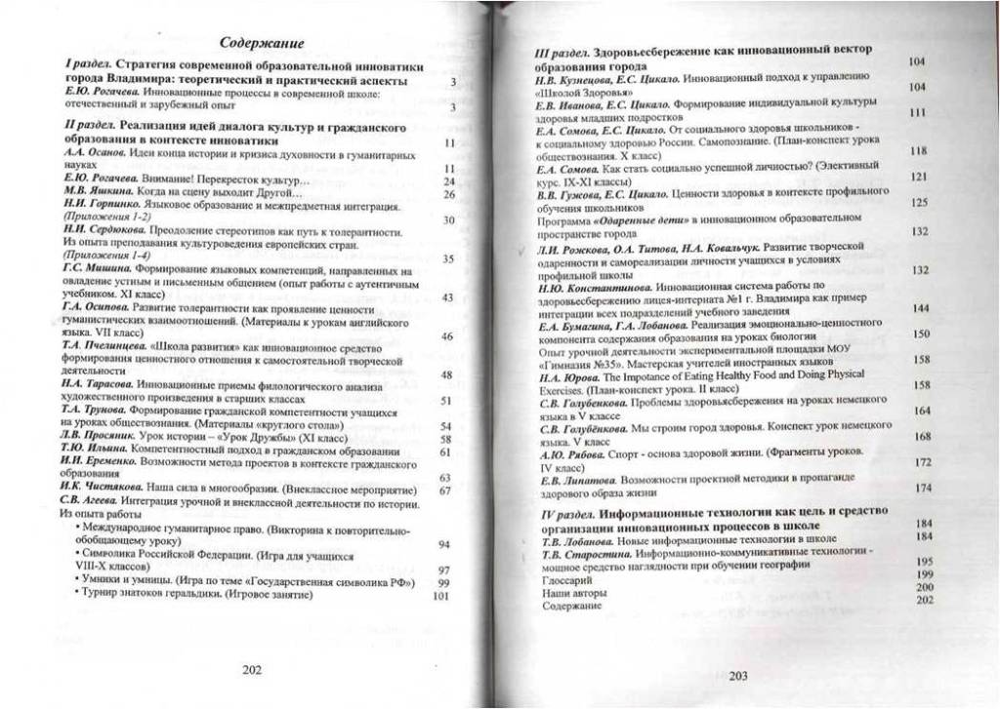 Содержание
I раздел. Стратегия современной образовательной инноватики
города Владимира: теоретический и практический аспекты 3
Е.Ю. Рогачева. Инновационные процессы в современной школе:
отечественный и зарубежный опыт 3
II раздел. Реализация идей диалога культур и гражданского
образования в контексте инноватики 11
А.А. Осанов. Идеи конца истории и кризиса духовности в гуманитарных
науках 11
Е.Ю. Рогачева. Внимание! Перекресток культур... 24
М.В. Яшкина. Когда на сцену выходит Другой... 26
Н.И. Горпинко. Языковое образование и межпредметная интеграция.
(Приложения 1-2) 30
Н.И. Сердюкова. Преодоление стереотипов как путь к толерантности.
Из опыта преподавания культуроведения европейских стран.
(Приложения 1-4) 35
Г.С. Мишина. Формирование языковых компетенций, направленных на
овладение устным и письменным общением (опыт работы с аутентичным
учебником. XI класс) 43
Г.А. Осипова. Развитие толерантности как проявление ценности
гуманистических взаимоотношений. (Материалы к урокам английского
языка. VII класс) 46
Т.А. Пчелинцева. «Школа развития» как инновационное средство
формирования ценностного отношения к самостоятельной творческой
деятельности 48
Н.А. Тарасова. Инновационные приемы филологического анализа
художественного произведения в старших классах 51
Т.А. Трунова. Формирование гражданской компетентности учащихся
на уроках обществознания. (Материалы «круглого стола») 54
Л.В. Просяник. Урок истории – «Урок Дружбы» (XI класс) 58
Т.Ю. Ильина. Компетентностный подход в гражданском образовании 61
И.Н. Еременко. Возможности метода проектов в контексте гражданского
образования 63
И.К. Чистякова. Наша сила в многообразии. (Внеклассное мероприятие) 67
С.В. Агеева. Интеграция урочной и внеклассной деятельности по истории.
Из опыта работы
• Международное гуманитарное право. (Викторина к повторительно-
обобщающему уроку) 94
• Символика Российской Федерации. (Игра для учащихся
VIII-X классов) 97
• Умники и умницы. (Игра по теме «Государственная символика РФ») 99
• Турнир знатоков геральдики. (Игровое занятие) 101
202
III раздел. Здоровьесбережение как инновационный вектор
образования города 104
Н.В. Кузнецова, Е.С. Цикало. Инновационный подход к управлению
«Школой Здоровья» 104
Е.В. Иванова, Е.С. Цикало. Формирование индивидуальной культуры
здоровья младших подростков 111
Е.А. Сомова, Е.С. Цикало. От социального здоровья школьников -
к социальному здоровью России. Самопознание. (План-конспект урока
обществознания. X класс) 118
Е.А. Сомова. Как стать социально успешной личностью? (Элективный
курс. IX-XI классы) 121
В.В. Гужова, Е.С. Цикало. Ценности здоровья в контексте профильного
обучения школьников 125
Программа «Одаренные дети» в инновационном образовательном
пространстве города 132
Л.И. Рожкова, О.А. Титова, Н.А. Ковальчук. Развитие творческой
одаренности и самореализации личности учащихся в условиях
профильной школы 132
Н.Ю. Константинова. Инновационная система работы по
здоровьесбережению лицея-интерната №1 г. Владимира как пример
интеграции всех подразделений учебного заведения 144
Е.А. Бумагина, Г.А. Лобанова. Реализация эмоционально-ценностного
компонента содержания образования на уроках биологии 150
Опыт урочной деятельности экспериментальной площадки МОУ
«Гимназия №35». Мастерская учителей иностранных языков 158
Н.А. Юрова. The Impotance of Eating Healthy Food and Doing Physical
Exercises. (План-конспект урока. II класс) 158
С.В. Голубенкова. Проблемы здоровьясбережения на уроках немецкого
языка в V классе 164
С.В. Голубёнкова. Мы строим город здоровья. Конспект урок немецкого
языка. V класс 168
А.Ю. Рябова. Спорт - основа здоровой жизни. (Фрагменты уроков.
IV класс) 172
Е.В. Липатова. Возможности проектной методики в пропаганде
здорового образа жизни 174
IV раздел. Информационные технологии как цель и средство
организации инновационных процессов в школе 184
Т.В. Лобанова. Новые информационные технологии в школе 184
Т.В. Старостина. Информационно-коммуникативные технологии -
мощное средство наглядности при обучении географии 195
Глоссарий 199
Наши авторы 200
Содержание 202
203